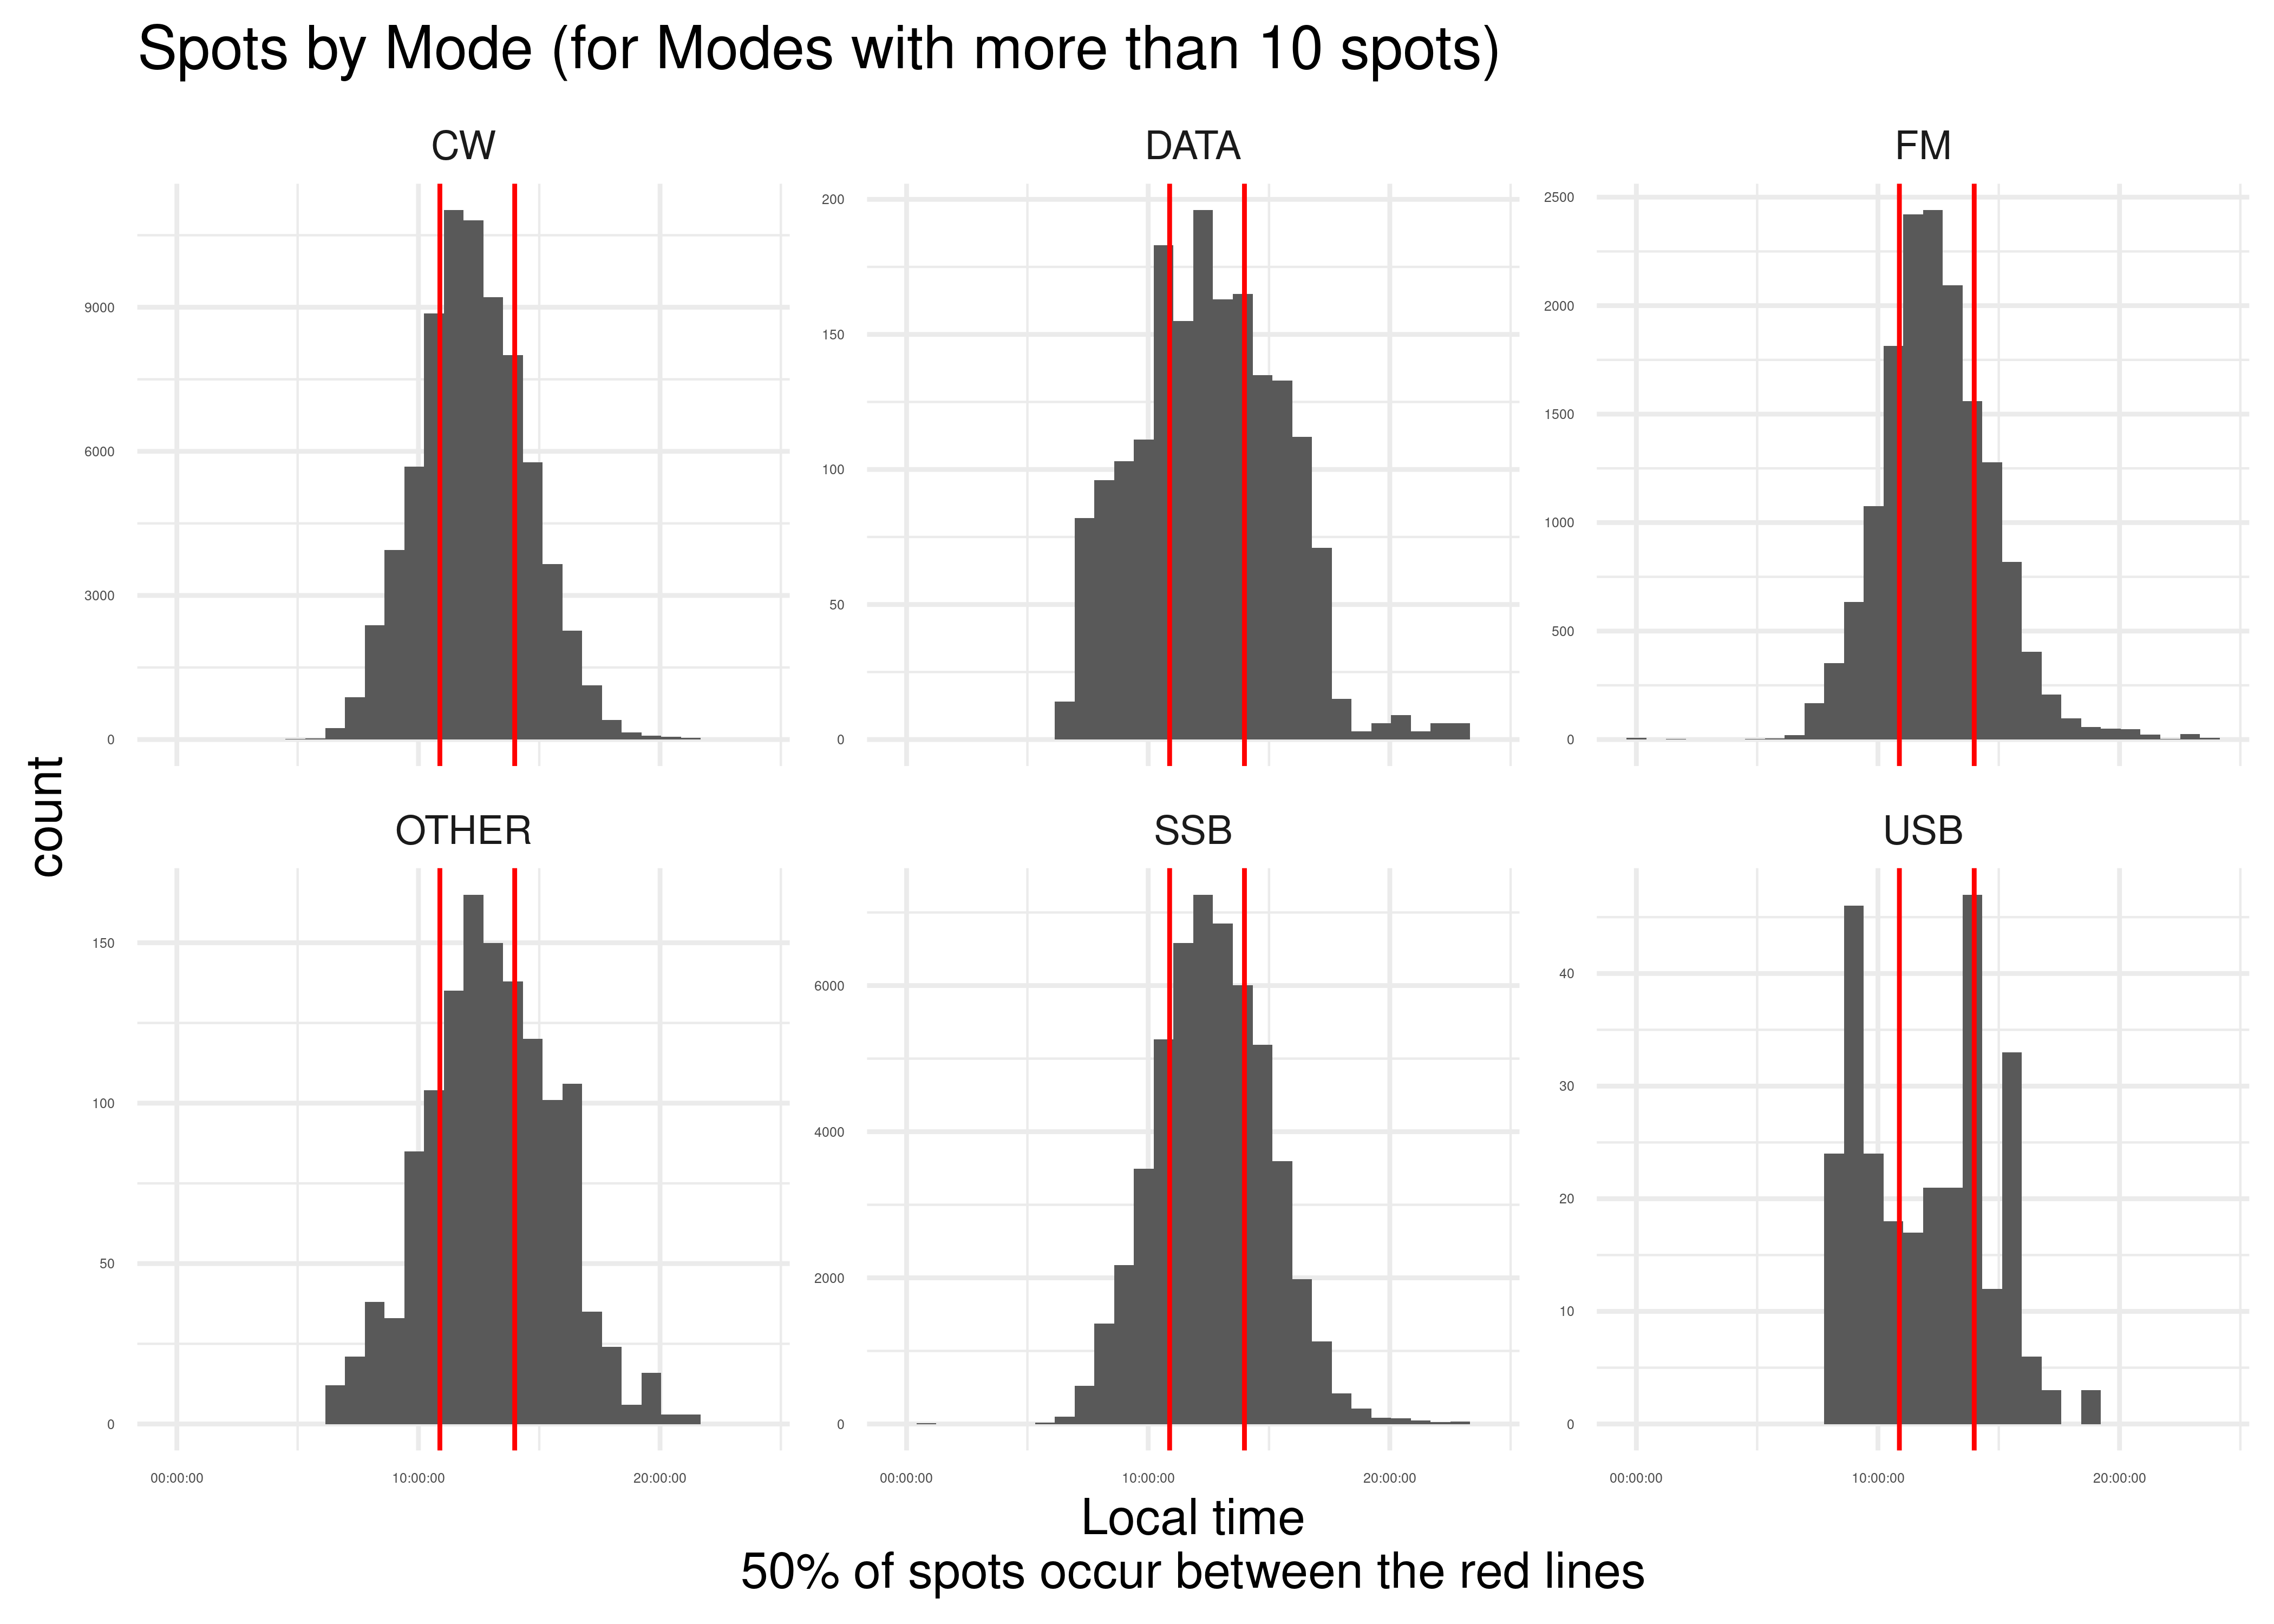 Spots by Mode (for Modes with more than 10 spots)
CW
DATA
FM
9000
6000
3000
0
200
150
100
50
0
2500
2000
1500
1000
500
0
count
OTHER
SSB
USB
150
100
50
0
6000
4000
2000
0
40
30
20
10
0
00:00:00 10:00:00 20:00:00
00:00:00 10:00:00 20:00:00
00:00:00 10:00:00 20:00:00
Local time
50% of spots occur between the red lines